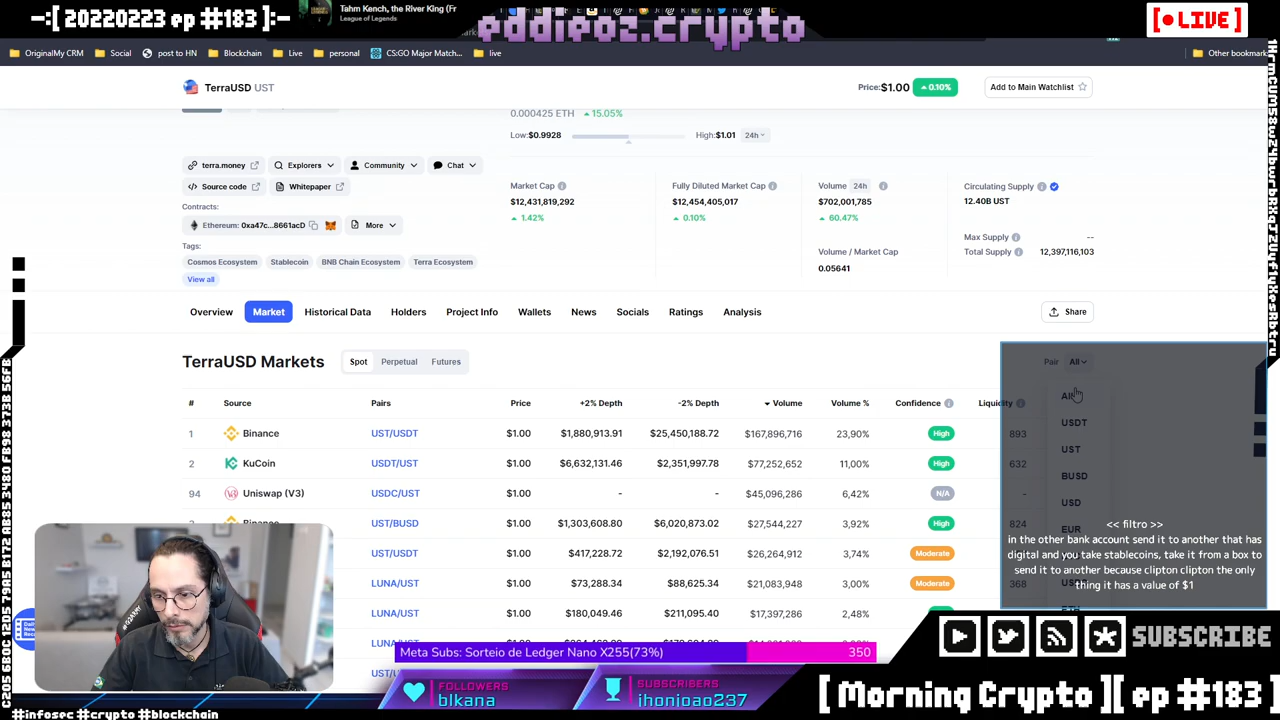 —:[ 20220223 ep #183 ]:—
Tahm Kench, the River King (Fr
League of Legends
eddieoz.crypto
[ LIVE ]
OriginalMy CRM
Social
post to HN
Blockchain
Live
personal
CS:GO Major Match...
live
Other bookmark
TerraUSD UST
Price: $1.00 0.10%
Add to Main Watchlist
0.000425 ETH 15.05%
Low: $0.9928
High: $1.01
24h
terra.money
Explorers
Community
Chat
Source code
Whitepaper
Contracts:
Ethereum: 0xa47c...8661acD
More
Tags:
Cosmos Ecosystem
Stablecoin
BNB Chain Ecosystem
Terra Ecosystem
View all
Market Cap
$12,431,819,292
1.42%
Fully Diluted Market Cap
$12,454,405,017
0.10%
Volume 24h
$702,001,785
60.47%
Volume / Market Cap
0.05641
Circulating Supply
12.40B UST
Max Supply --
Total Supply 12,397,116,103
Overview Market Historical Data Holders Project Info Wallets News Socials Ratings Analysis
Share
TerraUSD Markets
Spot Perpetual Futures
Pair All
# Source Pairs Price +2% Depth -2% Depth Volume Volume % Confidence Liquidity
1 Binance UST/USDT $1.00 $1,880,913.91 $25,450,188.72 $167,896,716 23,90% High 893
2 KuCoin USDT/UST $1.00 $6,632,131.46 $2,351,997.78 $77,252,652 11,00% High 632
94 Uniswap (V3) USDC/UST $1.00 - - $45,096,286 6,42% N/A -
3 Binance UST/BUSD $1.00 $1,303,608.80 $6,020,873.02 $27,544,227 3,92% High 824
UST/USDT $1.00 $417,228.72 $2,192,076.51 $26,264,912 3,74% Moderate
LUNA/UST $1.00 $73,288.34 $88,625.34 $21,083,948 3,00% Moderate 368
LUNA/UST $1.00 $180,049.46 $211,095.40 $17,397,286 2,48%
All
USDT
UST
BUSD
USD
EUR
<< filtro >>
in the other bank account send it to another that has
digital and you take stablecoins, take it from a box to
send it to another because clipton clipton the only
thing it has a value of $1
Meta Subs: Sorteio de Ledger Nano X255(73%) 350
FOLLOWERS
blkana
SUBSCRIBERS
ihonjoao237
SUBSCRIBE
[ Morning Crypto ][ ep #183 ]
#infosec #crypto #blockchain